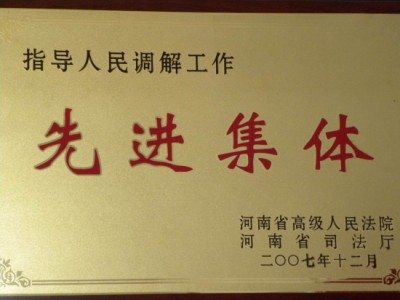 指导人民调解工作
先进集体
河南省高级人民法院
河南省司法厅
二〇〇七年十二月